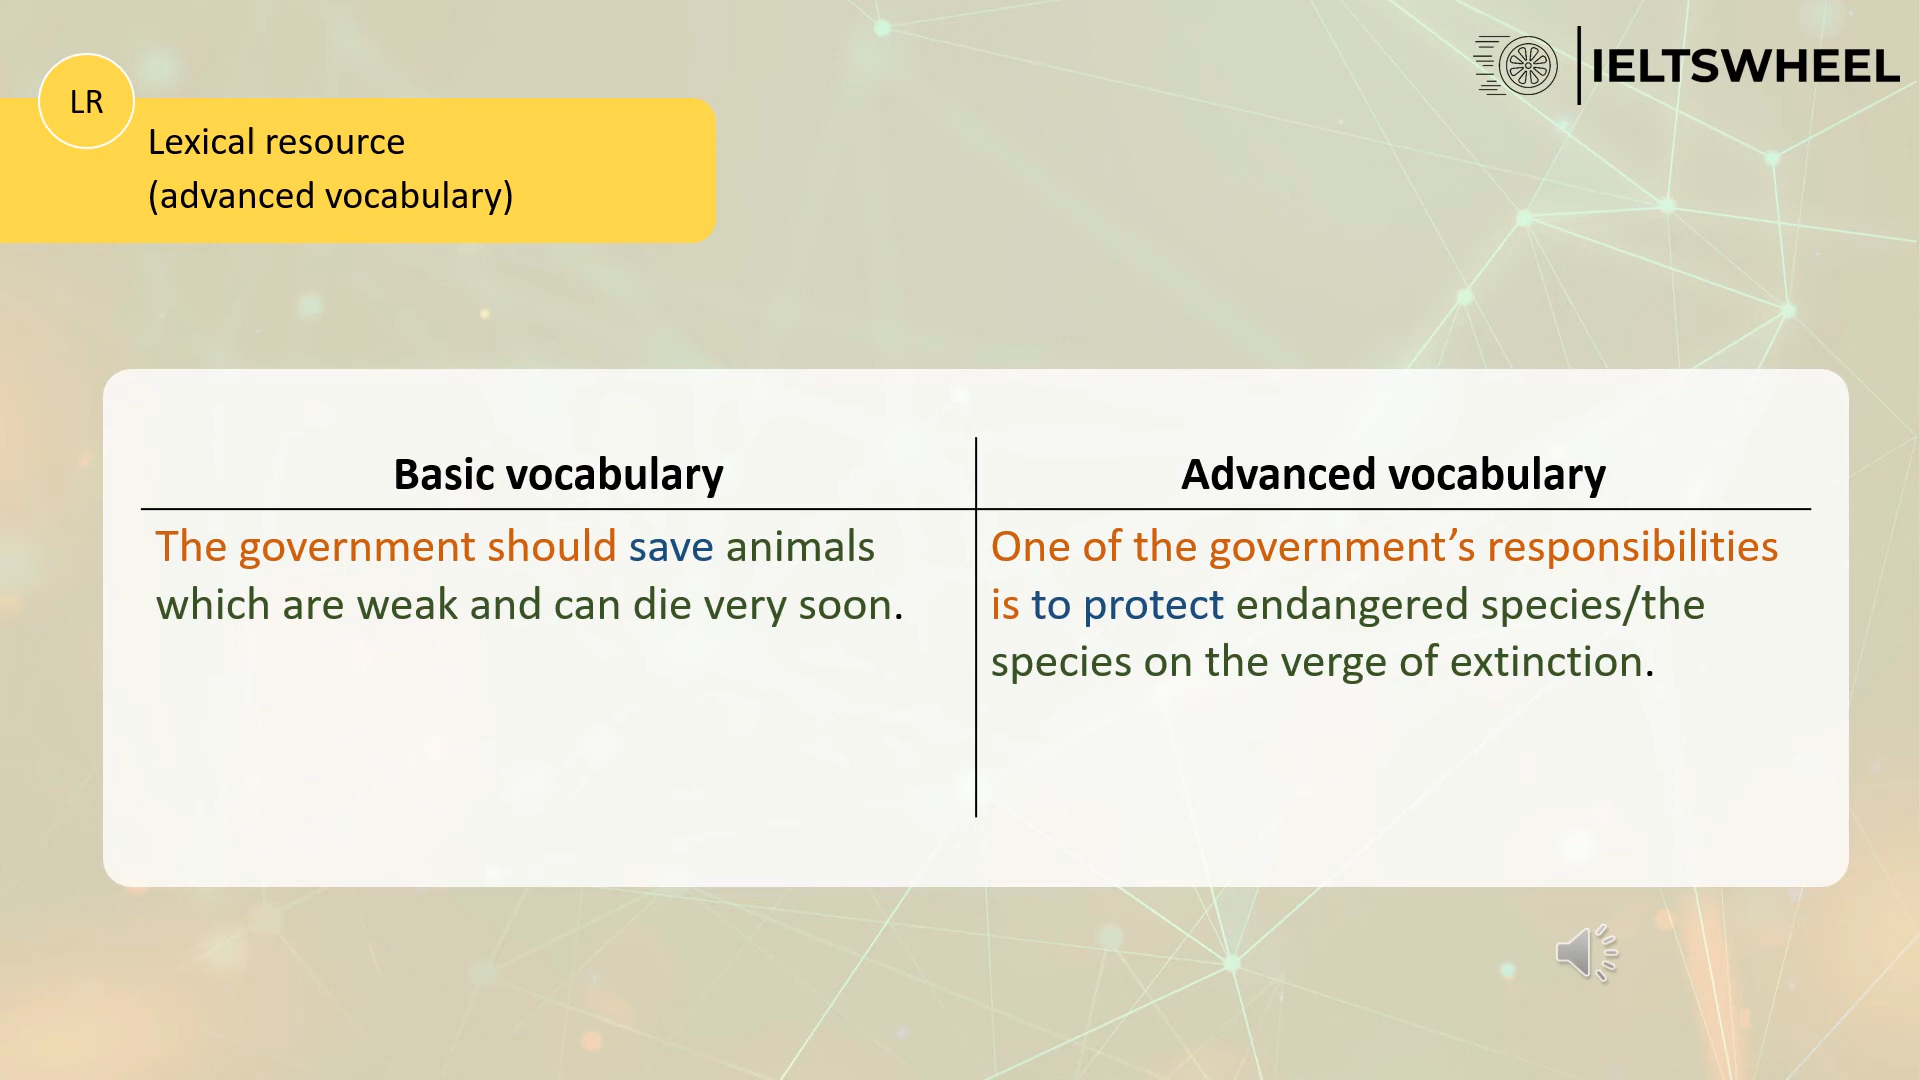 IELTSWHEEL
LR
Lexical resource
(advanced vocabulary)
Basic vocabulary
The government should save animals
which are weak and can die very soon.
Advanced vocabulary
One of the government’s responsibilities
is to protect endangered species/the
species on the verge of extinction.